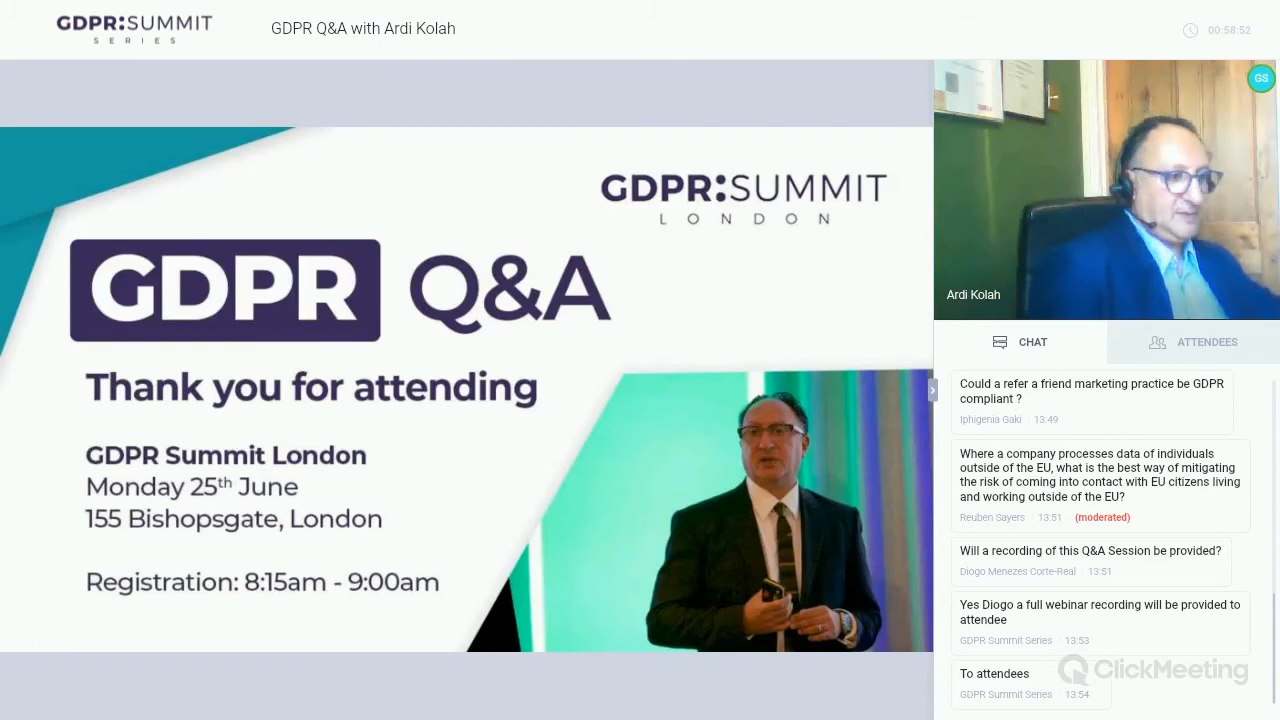 GDPR:SUMMIT
SERIES
GDPR Q&A with Ardi Kolah
00:58:52
GDPR:SUMMIT
LONDON
GDPR Q&A
Thank you for attending
GDPR Summit London
Monday 25th June
155 Bishopsgate, London
Registration: 8:15am - 9:00am
GS
Ardi Kolah
CHAT
ATTENDEES
Could a refer a friend marketing practice be GDPR
compliant ?
Iphigenia Gaki 13:49
Where a company processes data of individuals
outside of the EU, what is the best way of mitigating
the risk of coming into contact with EU citizens living
and working outside of the EU?
Reuben Sayers 13:51 (moderated)
Will a recording of this Q&A Session be provided?
Diogo Menezes Corte-Real 13:51
Yes Diogo a full webinar recording will be provided to
attendee
GDPR Summit Series 13:53
To attendees
GDPR Summit Series 13:54
ClickMeeting